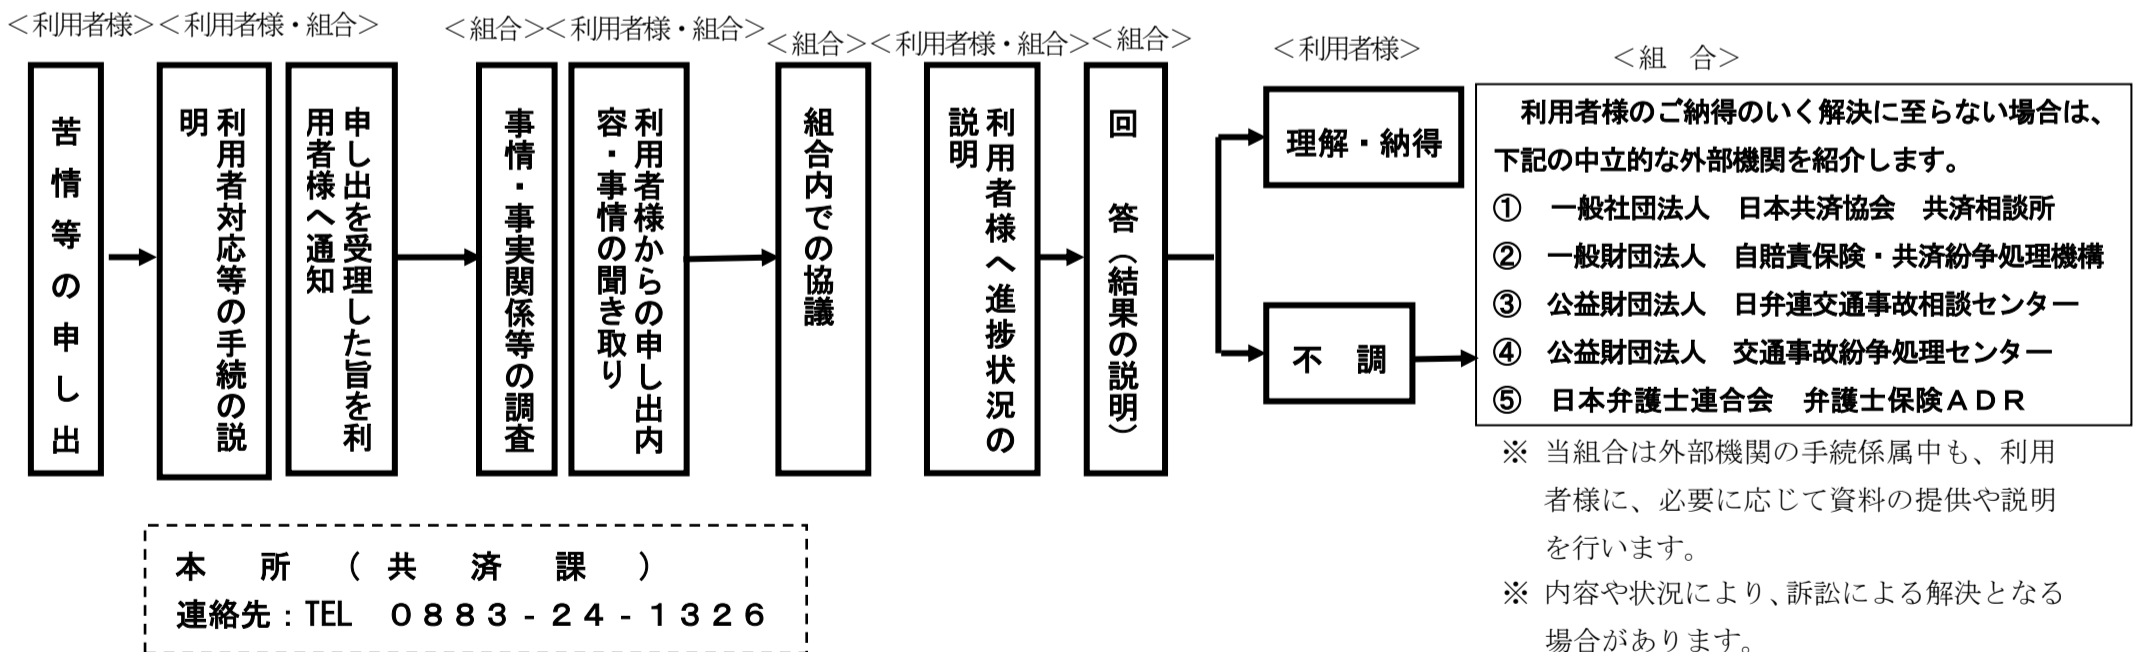 ＜利用者様＞
＜利用者様・組合＞
＜組合＞
＜利用者様・組合＞
＜組合＞
＜利用者様・組合＞
＜組合＞
＜利用者様＞
＜組　合＞
苦情等の申し出
利用者対応等の手続の説
明
申し出を受理した旨を利
用者様へ通知
事情・事実関係等の調査
利用者様からの申し出内
容・事情の聞き取り
組合内での協議
利用者様へ進捗状況の
説明
回　答（結果の説明）
理解・納得
不　調
利用者様のご納得のいく解決に至らない場合は、
下記の中立的な外部機関を紹介します。
①　一般社団法人　日本共済協会　共済相談所
②　一般財団法人　自賠責保険・共済紛争処理機構
③　公益財団法人　日弁連交通事故相談センター
④　公益財団法人　交通事故紛争処理センター
⑤　日本弁護士連合会　弁護士保険ＡＤＲ
※ 当組合は外部機関の手続係属中も、利用
者様に、必要に応じて資料の提供や説明
を行います。
※ 内容や状況により、訴訟による解決となる
場合があります。
本　所　（　共　済　課　）
連絡先：TEL　０８８３-２４-１３２６